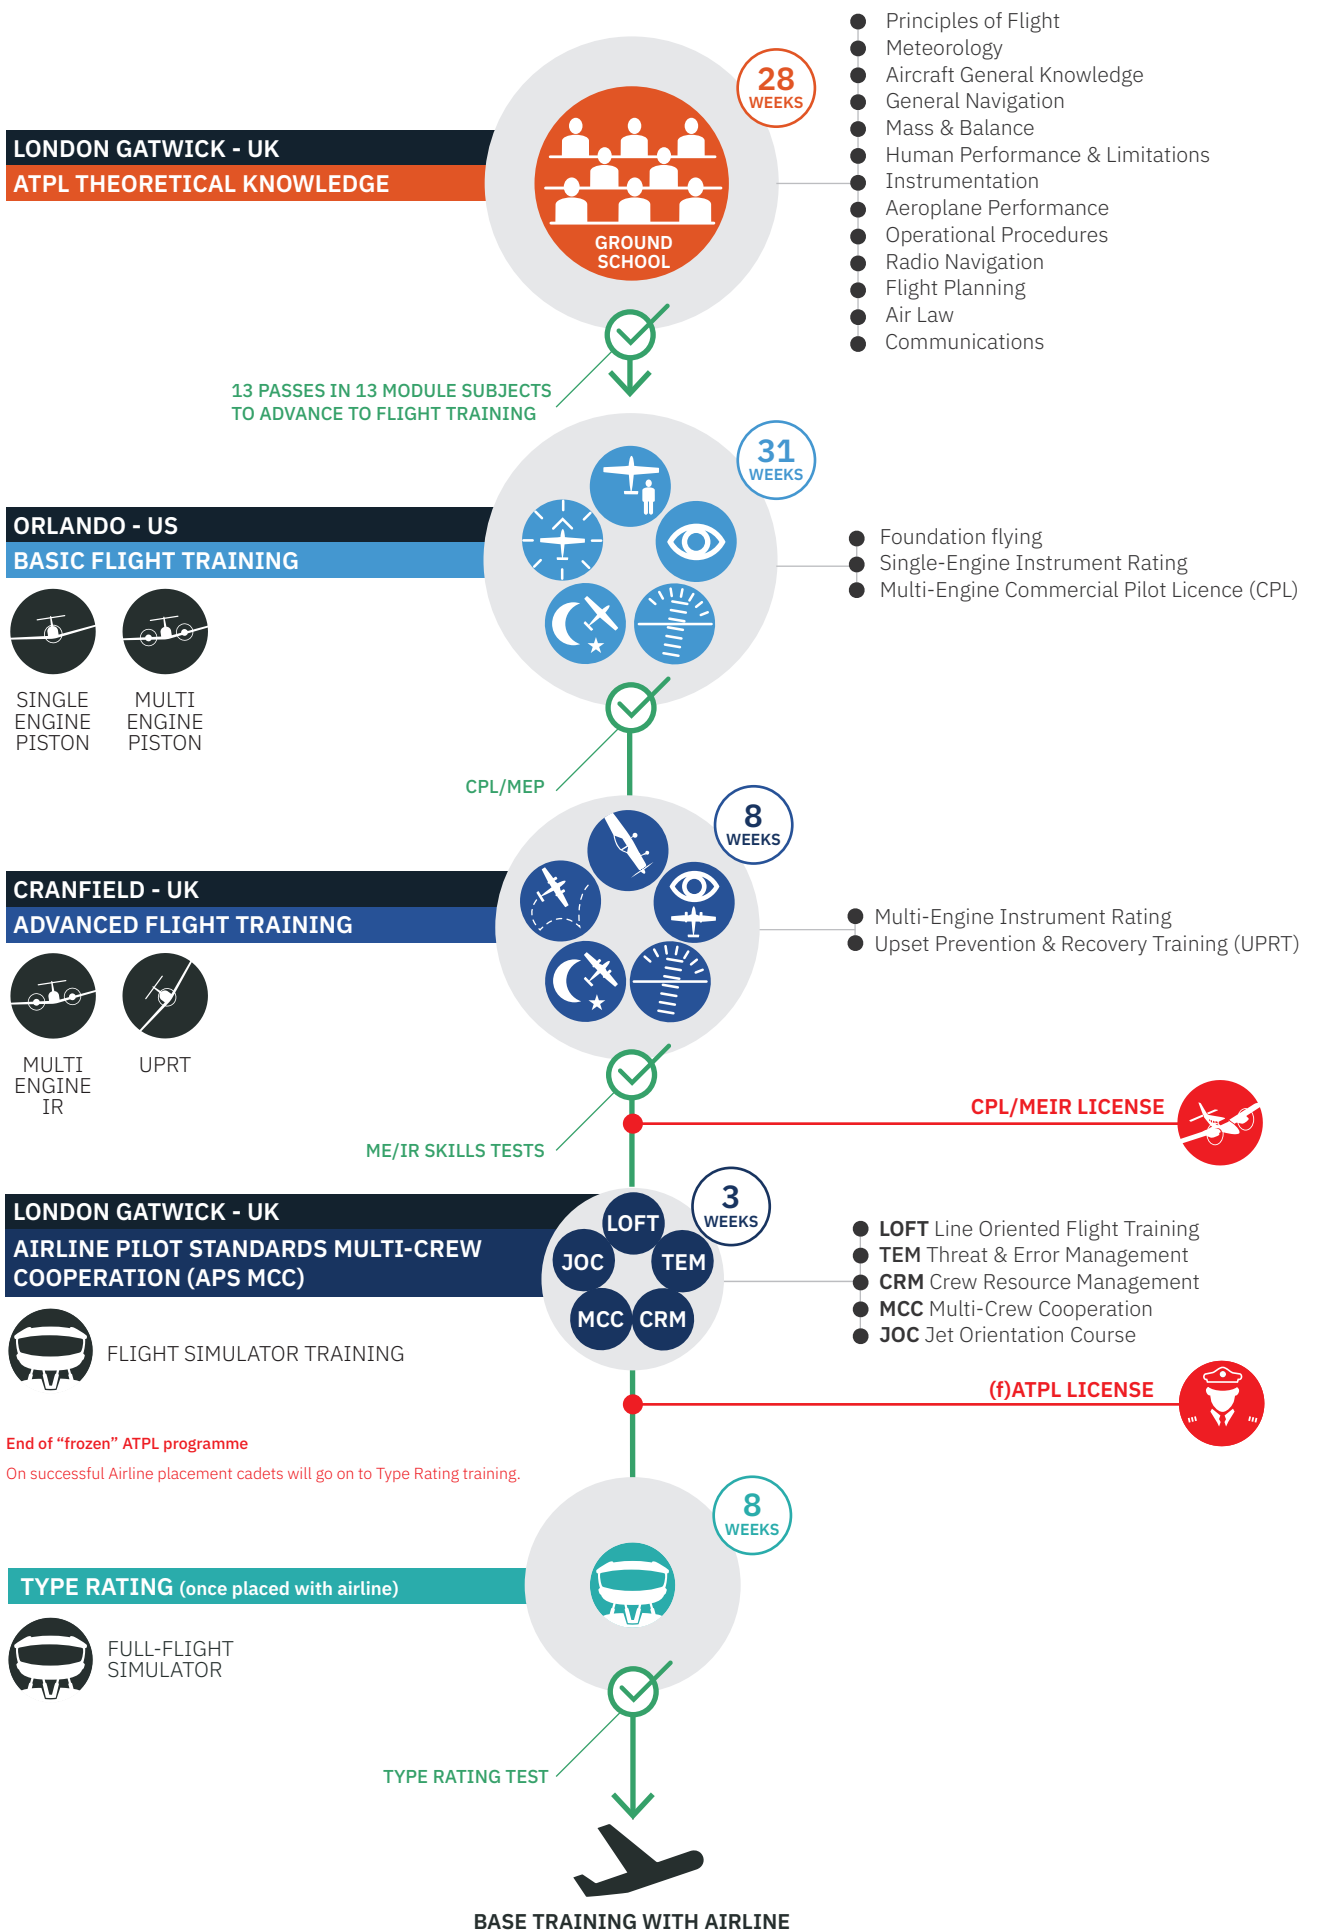 Principles of Flight
Meteorology
Aircraft General Knowledge
General Navigation
Mass & Balance
Human Performance & Limitations
Instrumentation
Aeroplane Performance
Operational Procedures
Radio Navigation
Flight Planning
Air Law
Communications
28
WEEKS
LONDON GATWICK - UK
ATPL THEORETICAL KNOWLEDGE
GROUND
SCHOOL
13 PASSES IN 13 MODULE SUBJECTS
TO ADVANCE TO FLIGHT TRAINING
31
WEEKS
ORLANDO - US
BASIC FLIGHT TRAINING
Foundation flying
Single-Engine Instrument Rating
Multi-Engine Commercial Pilot Licence (CPL)
SINGLE
ENGINE
PISTON
MULTI
ENGINE
PISTON
CPL/MEP
8
WEEKS
CRANFIELD - UK
ADVANCED FLIGHT TRAINING
Multi-Engine Instrument Rating
Upset Prevention & Recovery Training (UPRT)
MULTI
ENGINE
IR
UPRT
CPL/MEIR LICENSE
ME/IR SKILLS TESTS
3
WEEKS
LONDON GATWICK - UK
AIRLINE PILOT STANDARDS MULTI-CREW
COOPERATION (APS MCC)
LOFT
JOC
TEM
MCC
CRM
LOFT Line Oriented Flight Training
TEM Threat & Error Management
CRM Crew Resource Management
MCC Multi-Crew Cooperation
JOC Jet Orientation Course
FLIGHT SIMULATOR TRAINING
(f)ATPL LICENSE
End of “frozen” ATPL programme
On successful Airline placement cadets will go on to Type Rating training.
8
WEEKS
TYPE RATING (once placed with airline)
FULL-FLIGHT
SIMULATOR
TYPE RATING TEST
BASE TRAINING WITH AIRLINE